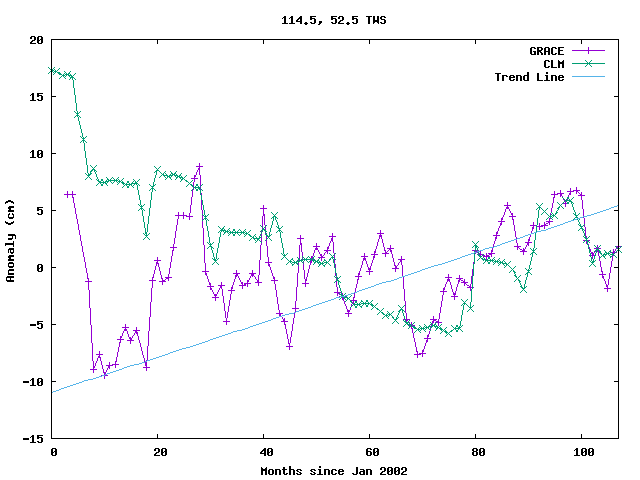 114.5, 52.5 TWS
GRACE
CLM
Trend Line
20
15
10
5
0
-5
-10
-15
Anomaly (cm)
0 20 40 60 80 100
Months since Jan 2002